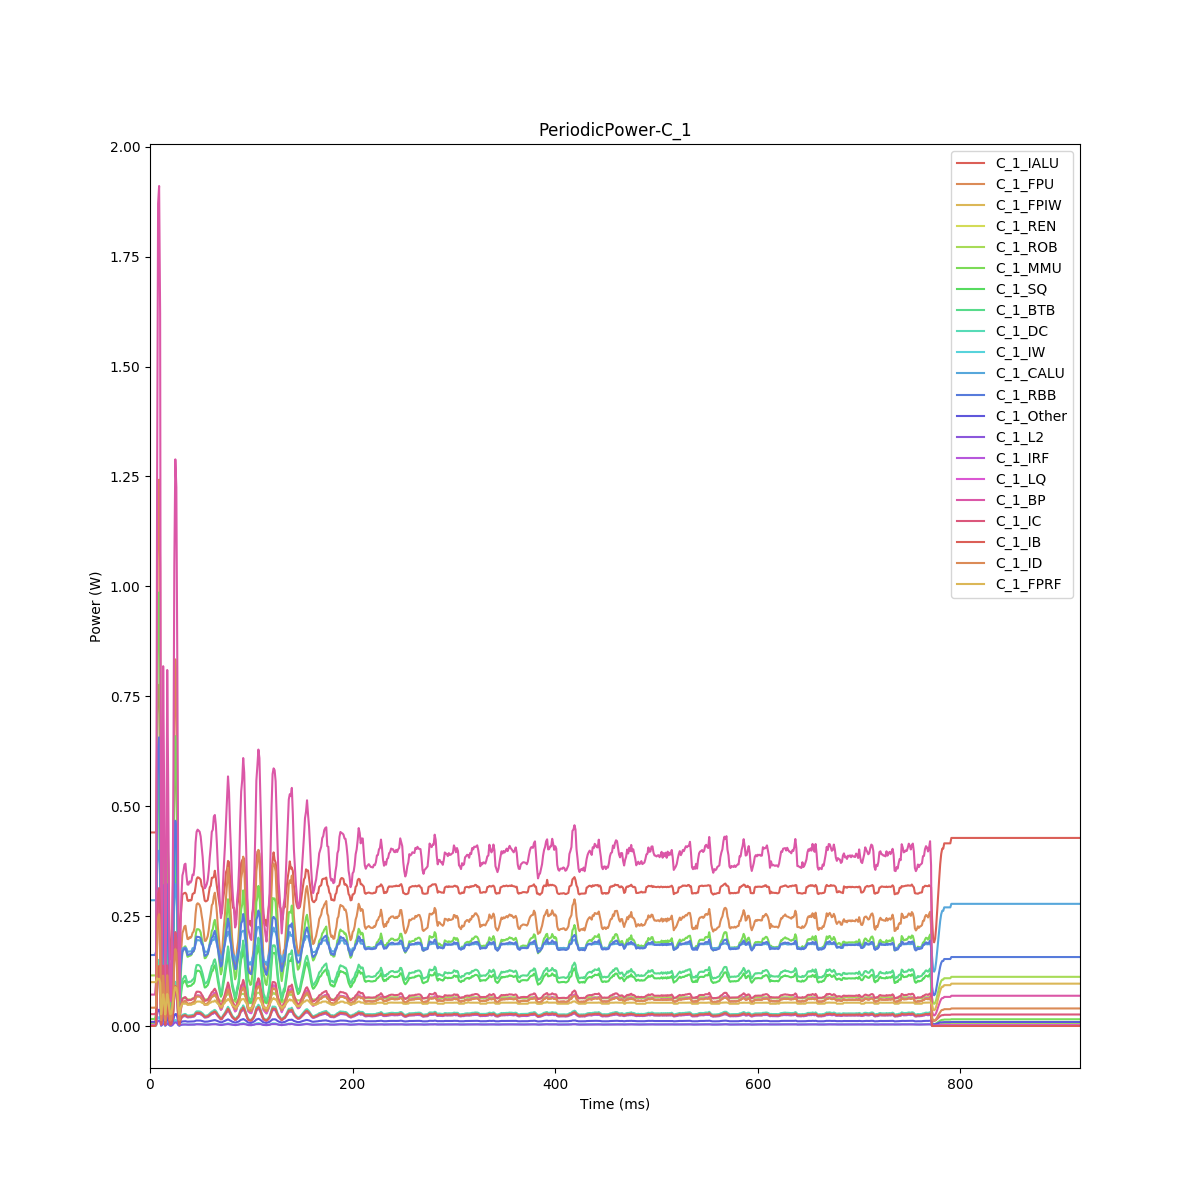 PeriodicPower-C_1
2.00
1.75
1.50
1.25
1.00
0.75
0.50
0.25
0.00
Power (W)
0
200
400
600
800
Time (ms)
C_1_IALU
C_1_FPU
C_1_FPIW
C_1_REN
C_1_ROB
C_1_MMU
C_1_SQ
C_1_BTB
C_1_DC
C_1_IW
C_1_CALU
C_1_RBB
C_1_Other
C_1_L2
C_1_IRF
C_1_LQ
C_1_BP
C_1_IC
C_1_IB
C_1_ID
C_1_FPRF